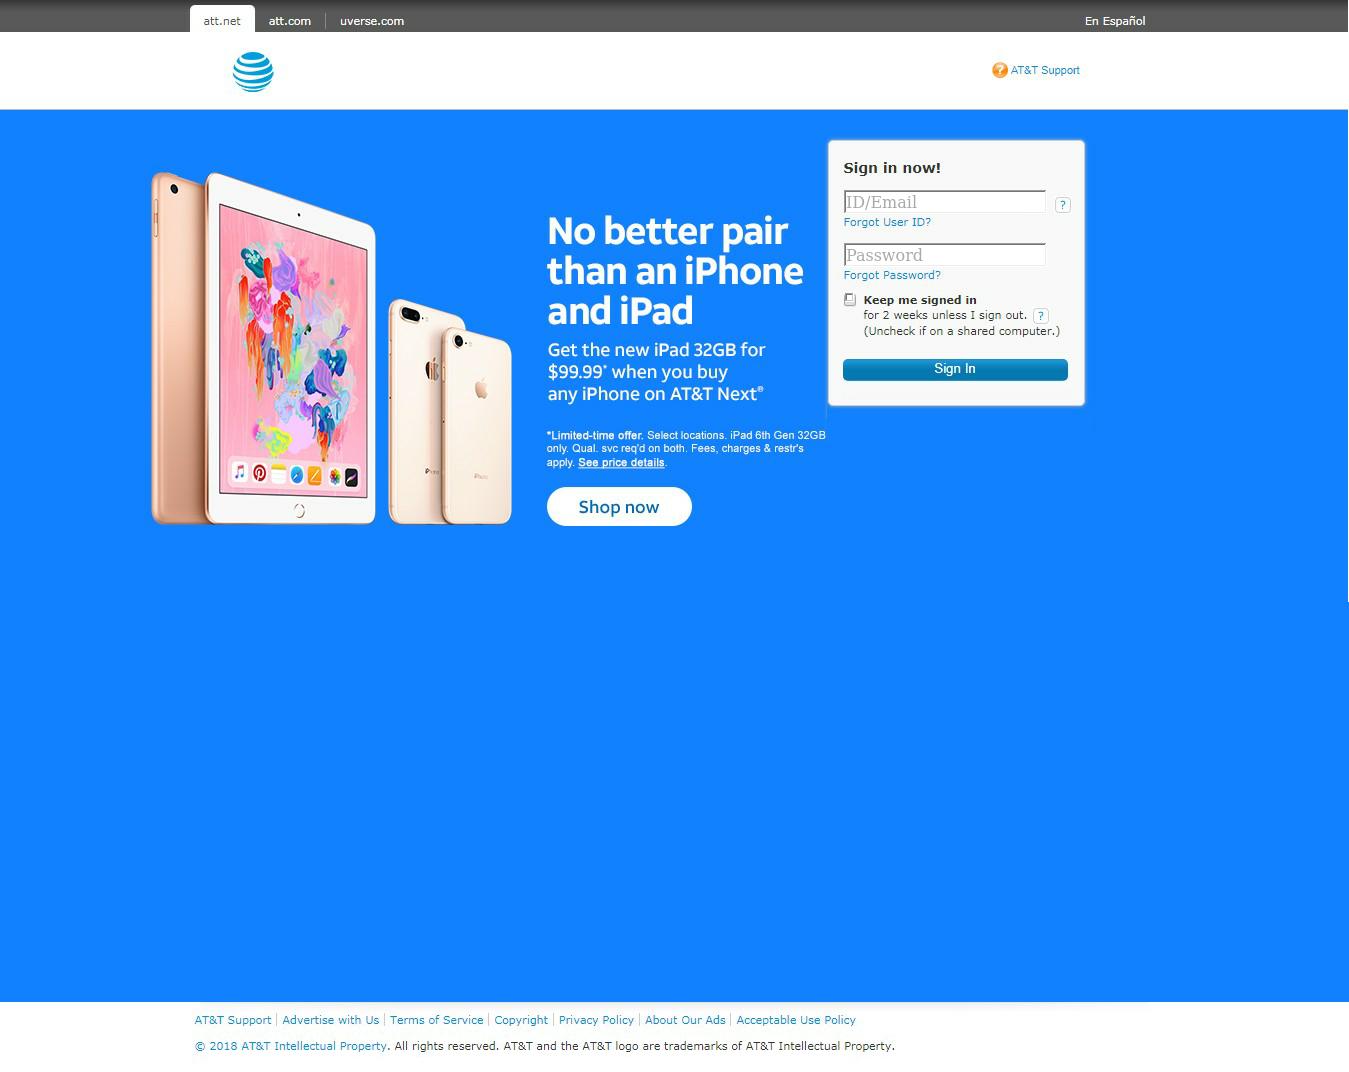 att.net
att.com
uverse.com
En Español
? AT&T Support
No better pair
than an iPhone
and iPad
Get the new iPad 32GB for
$99.99* when you buy
any iPhone on AT&T Next®
*Limited-time offer. Select locations. iPad 6th Gen 32GB
only. Qual. svc req'd on both. Fees, charges & restr's
apply. See price details.
Shop now
Sign in now!
ID/Email
?
Forgot User ID?
Password
Forgot Password?
Keep me signed in
for 2 weeks unless I sign out. ?
(Uncheck if on a shared computer.)
Sign In
AT&T Support | Advertise with Us | Terms of Service | Copyright | Privacy Policy | About Our Ads | Acceptable Use Policy
© 2018 AT&T Intellectual Property. All rights reserved. AT&T and the AT&T logo are trademarks of AT&T Intellectual Property.